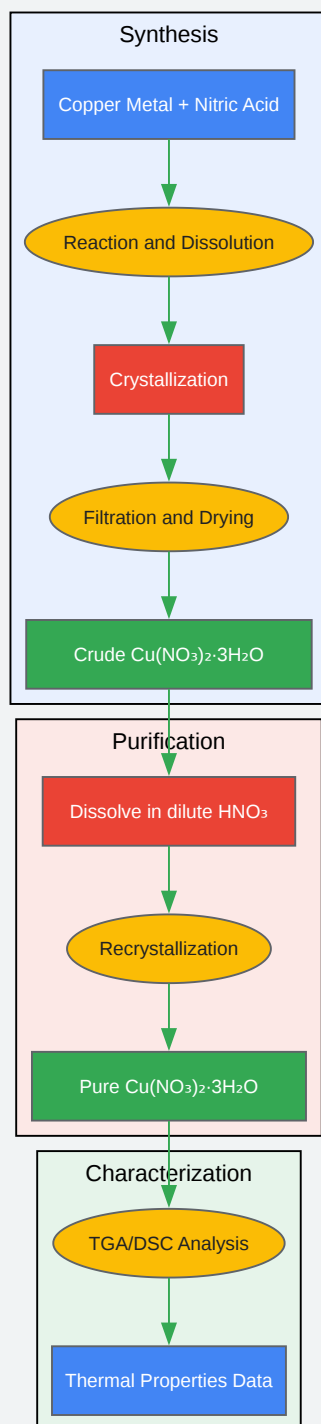 Synthesis
Copper Metal + Nitric Acid
Reaction and Dissolution
Crystallization
Filtration and Drying
Crude Cu(NO₃)₂·3H₂O
Purification
Dissolve in dilute HNO₃
Recrystallization
Pure Cu(NO₃)₂·3H₂O
Characterization
TGA/DSC Analysis
Thermal Properties Data